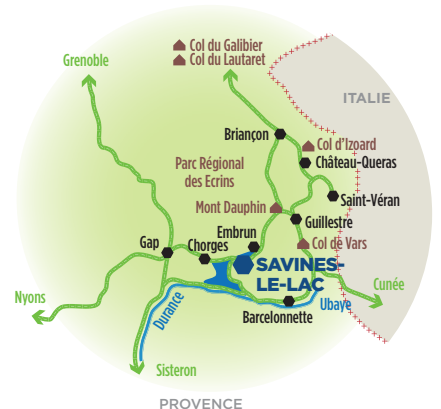 Col du Galibier
Col du Lautaret
Grenoble
ITALIE
Briançon
Col d'Izoard
Château-Queras
Parc Régional
des Ecrins
Saint-Véran
Mont Dauphin
Guillestre
Embrun
Col de Vars
Gap
Chorges
SAVINES-
LE-LAC
Cunée
Nyons
Durance
Ubaye
Barcelonnette
Sisteron
PROVENCE